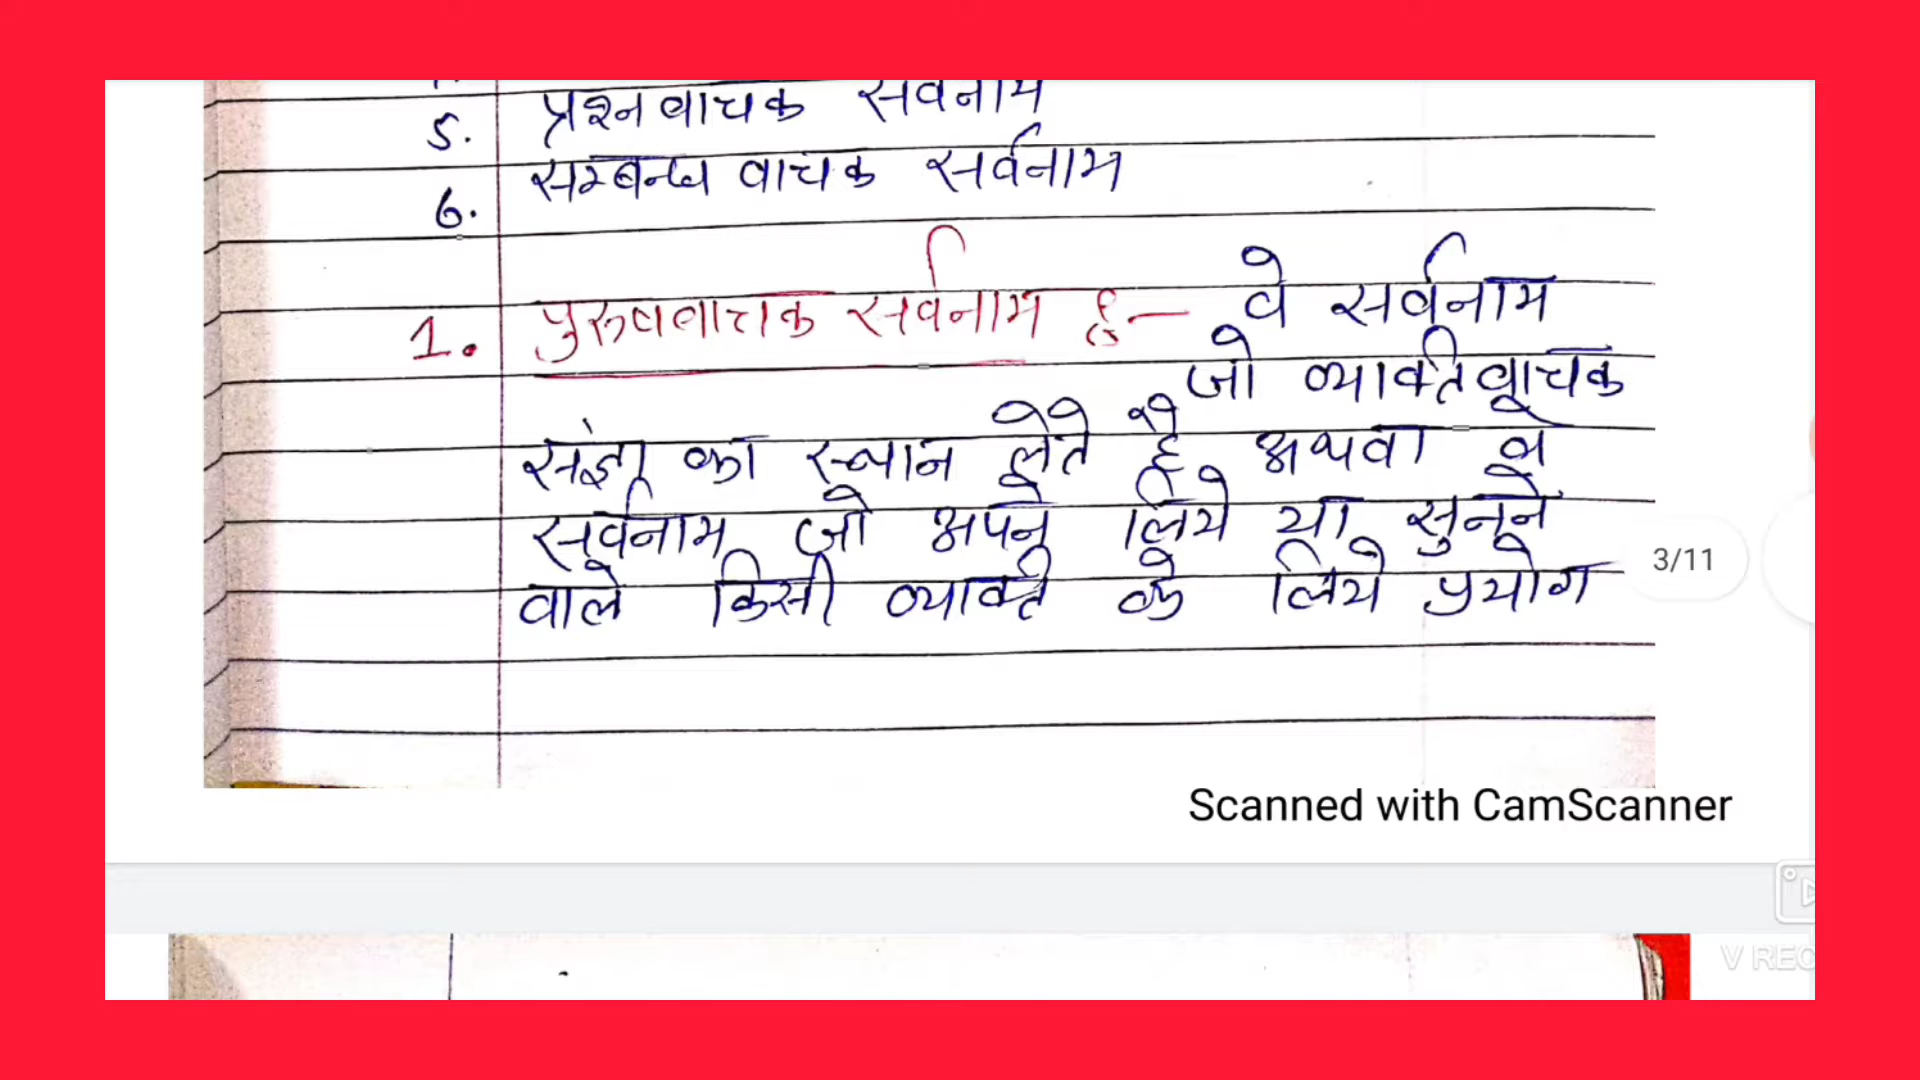 5. प्रश्न वाचक सर्वनाम
6. सम्बन्ध वाचक सर्वनाम
1. पुरुषवाचक सर्वनाम :- वे सर्वनाम
जो व्यक्तिवाचक
संज्ञा का स्थान लेते है अथवा वे
सर्वनाम जो अपने लिये या सुनने
वाले किसी व्यक्ति के लिये प्रयोग
3/11
Scanned with CamScanner
V REC